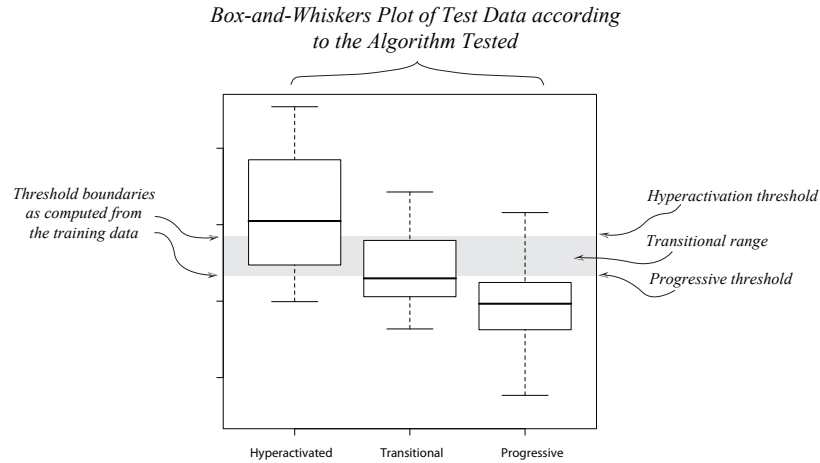 Box-and-Whiskers Plot of Test Data according
to the Algorithm Tested
Threshold boundaries
as computed from
the training data
Hyperactivation threshold
Transitional range
Progressive threshold
Hyperactivated
Transitional
Progressive